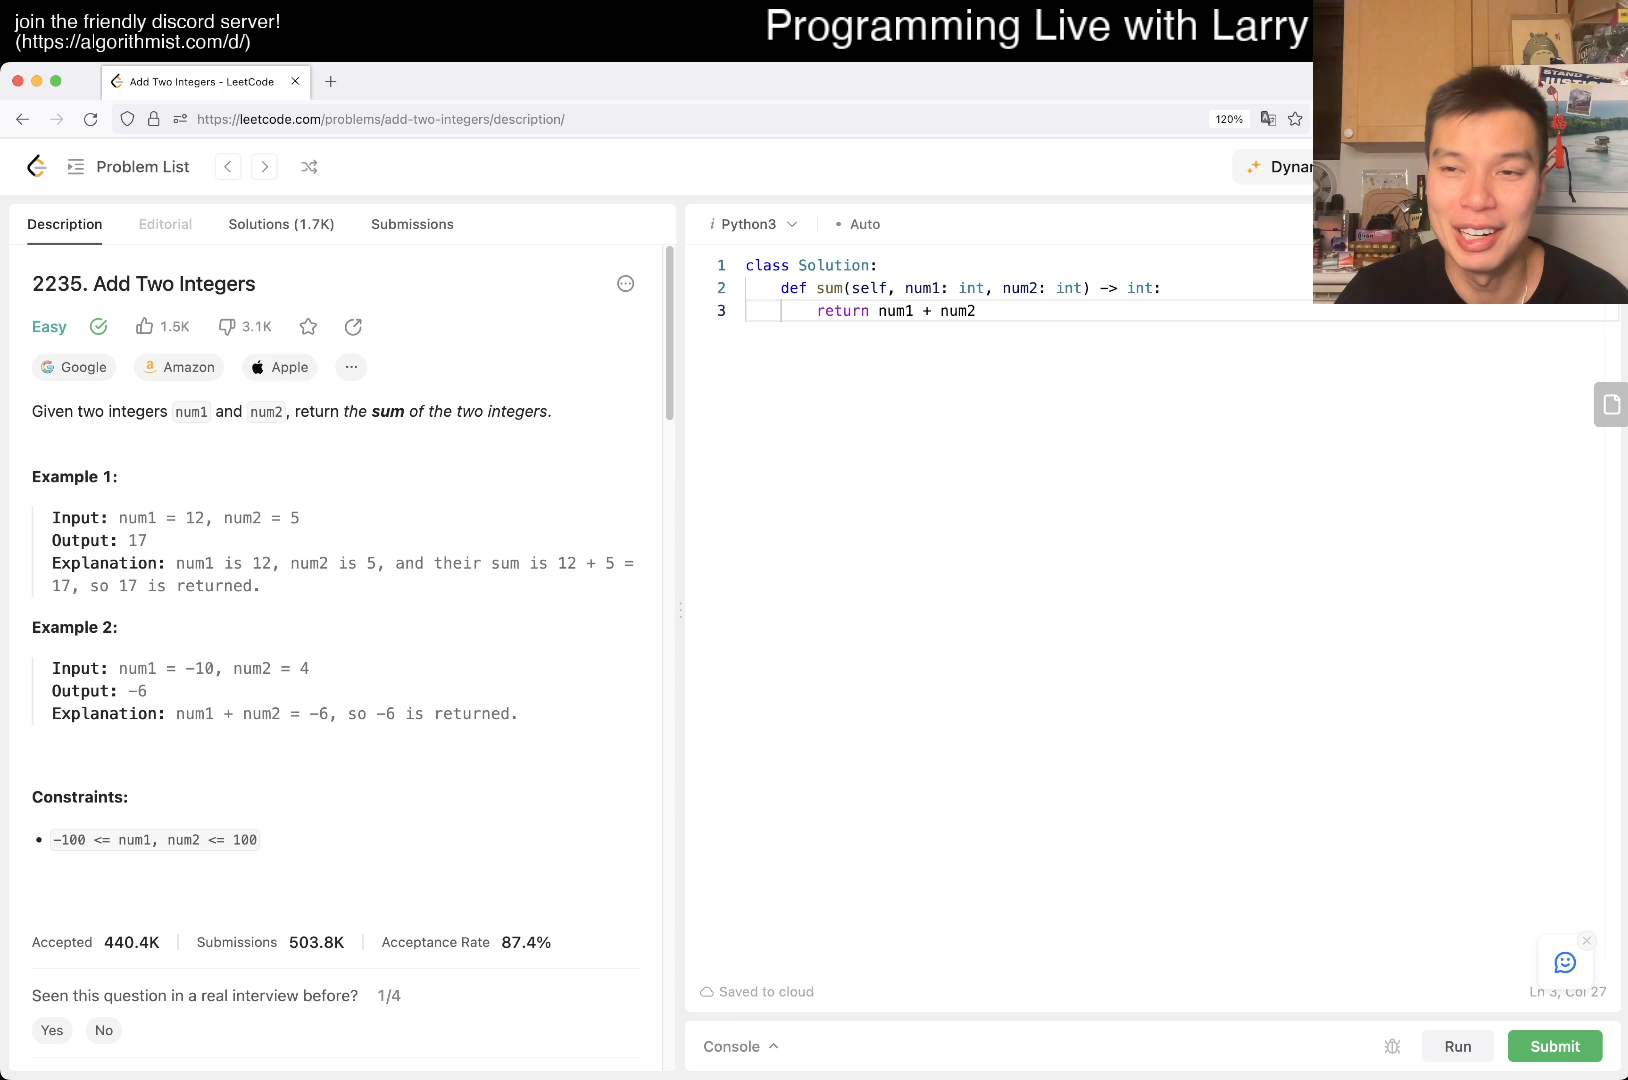 join the friendly discord server!
(https://algorithmist.com/d/)
Programming Live with Larry
Add Two Integers - LeetCode
https://leetcode.com/problems/add-two-integers/description/
120%
Problem List
Description
Editorial
Solutions (1.7K)
Submissions
2235. Add Two Integers
Easy
1.5K
3.1K
Google
Amazon
Apple
Given two integers num1 and num2, return the sum of the two integers.
Example 1:
Input: num1 = 12, num2 = 5
Output: 17
Explanation: num1 is 12, num2 is 5, and their sum is 12 + 5 =
17, so 17 is returned.
Example 2:
Input: num1 = -10, num2 = 4
Output: -6
Explanation: num1 + num2 = -6, so -6 is returned.
Constraints:
• -100 <= num1, num2 <= 100
Accepted 440.4K
Submissions 503.8K
Acceptance Rate 87.4%
Seen this question in a real interview before? 1/4
Yes
No
i Python3
• Auto
1 class Solution:
2 def sum(self, num1: int, num2: int) -> int:
3 return num1 + num2
Saved to cloud
Ln 3, Col 27
Console
Run
Submit